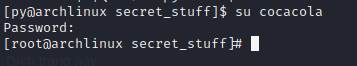 [py@archlinux secret_stuff]$ su cocacola
Password:
[root@archlinux secret_stuff]#